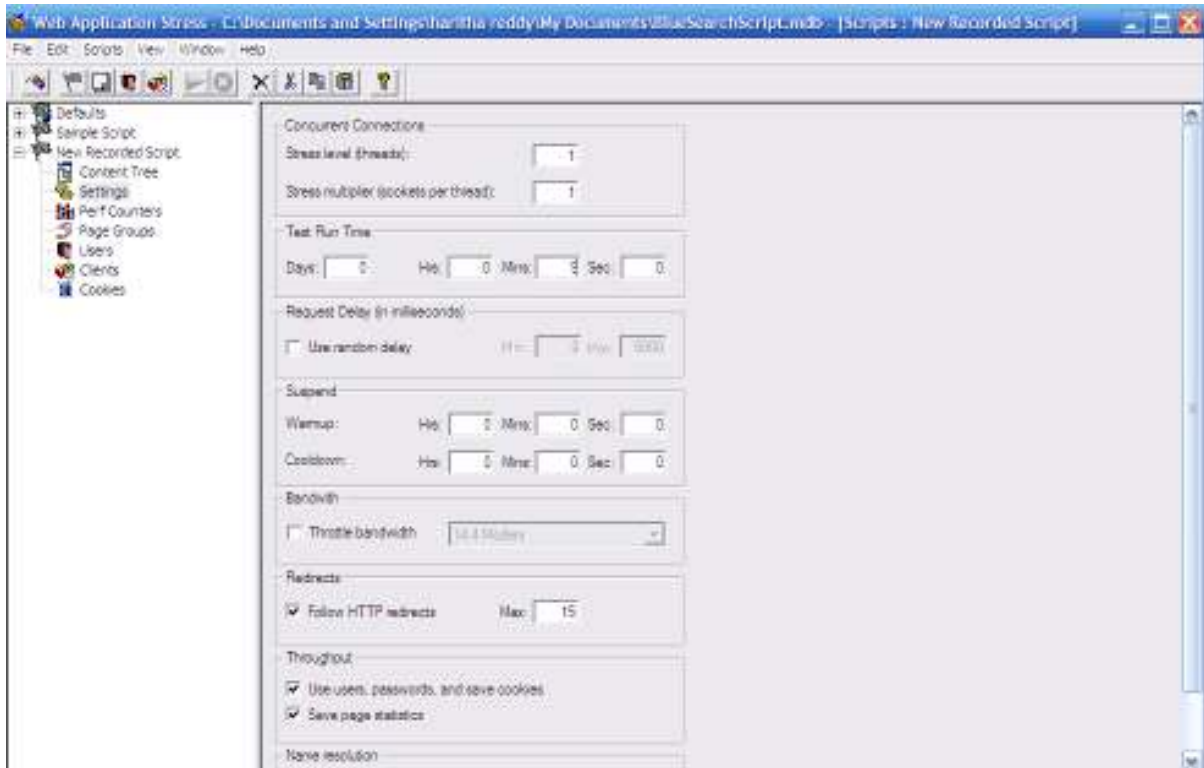 Web Application Stress - C:\Documents and Settings\haritha.reddy\My Documents\BlueSearchScript.mdb - [Scripts : New Recorded Script]
File Edit Scripts View Window Help
Defaults
Sample Script
New Recorded Script
Content Tree
Settings
Perf Counters
Page Groups
Users
Clients
Cookies
Concurrent Connections
Stress level (threads): 1
Stress multiplier (sockets per thread): 1
Test Run Time
Days: 0 Hrs: 0 Mins: Sec: 0
Request Delay (in milliseconds)
Use random delay Min: Max:
Suspend
Warmup: Hrs: 0 Mins: 0 Sec: 0
Cooldown: Hrs: 0 Mins: 0 Sec: 0
Bandwith
Throttle bandwidth
Redirects
Follow HTTP redirects Max: 15
Throughout
Use users, passwords, and save cookies
Save page statistics
Name resolution